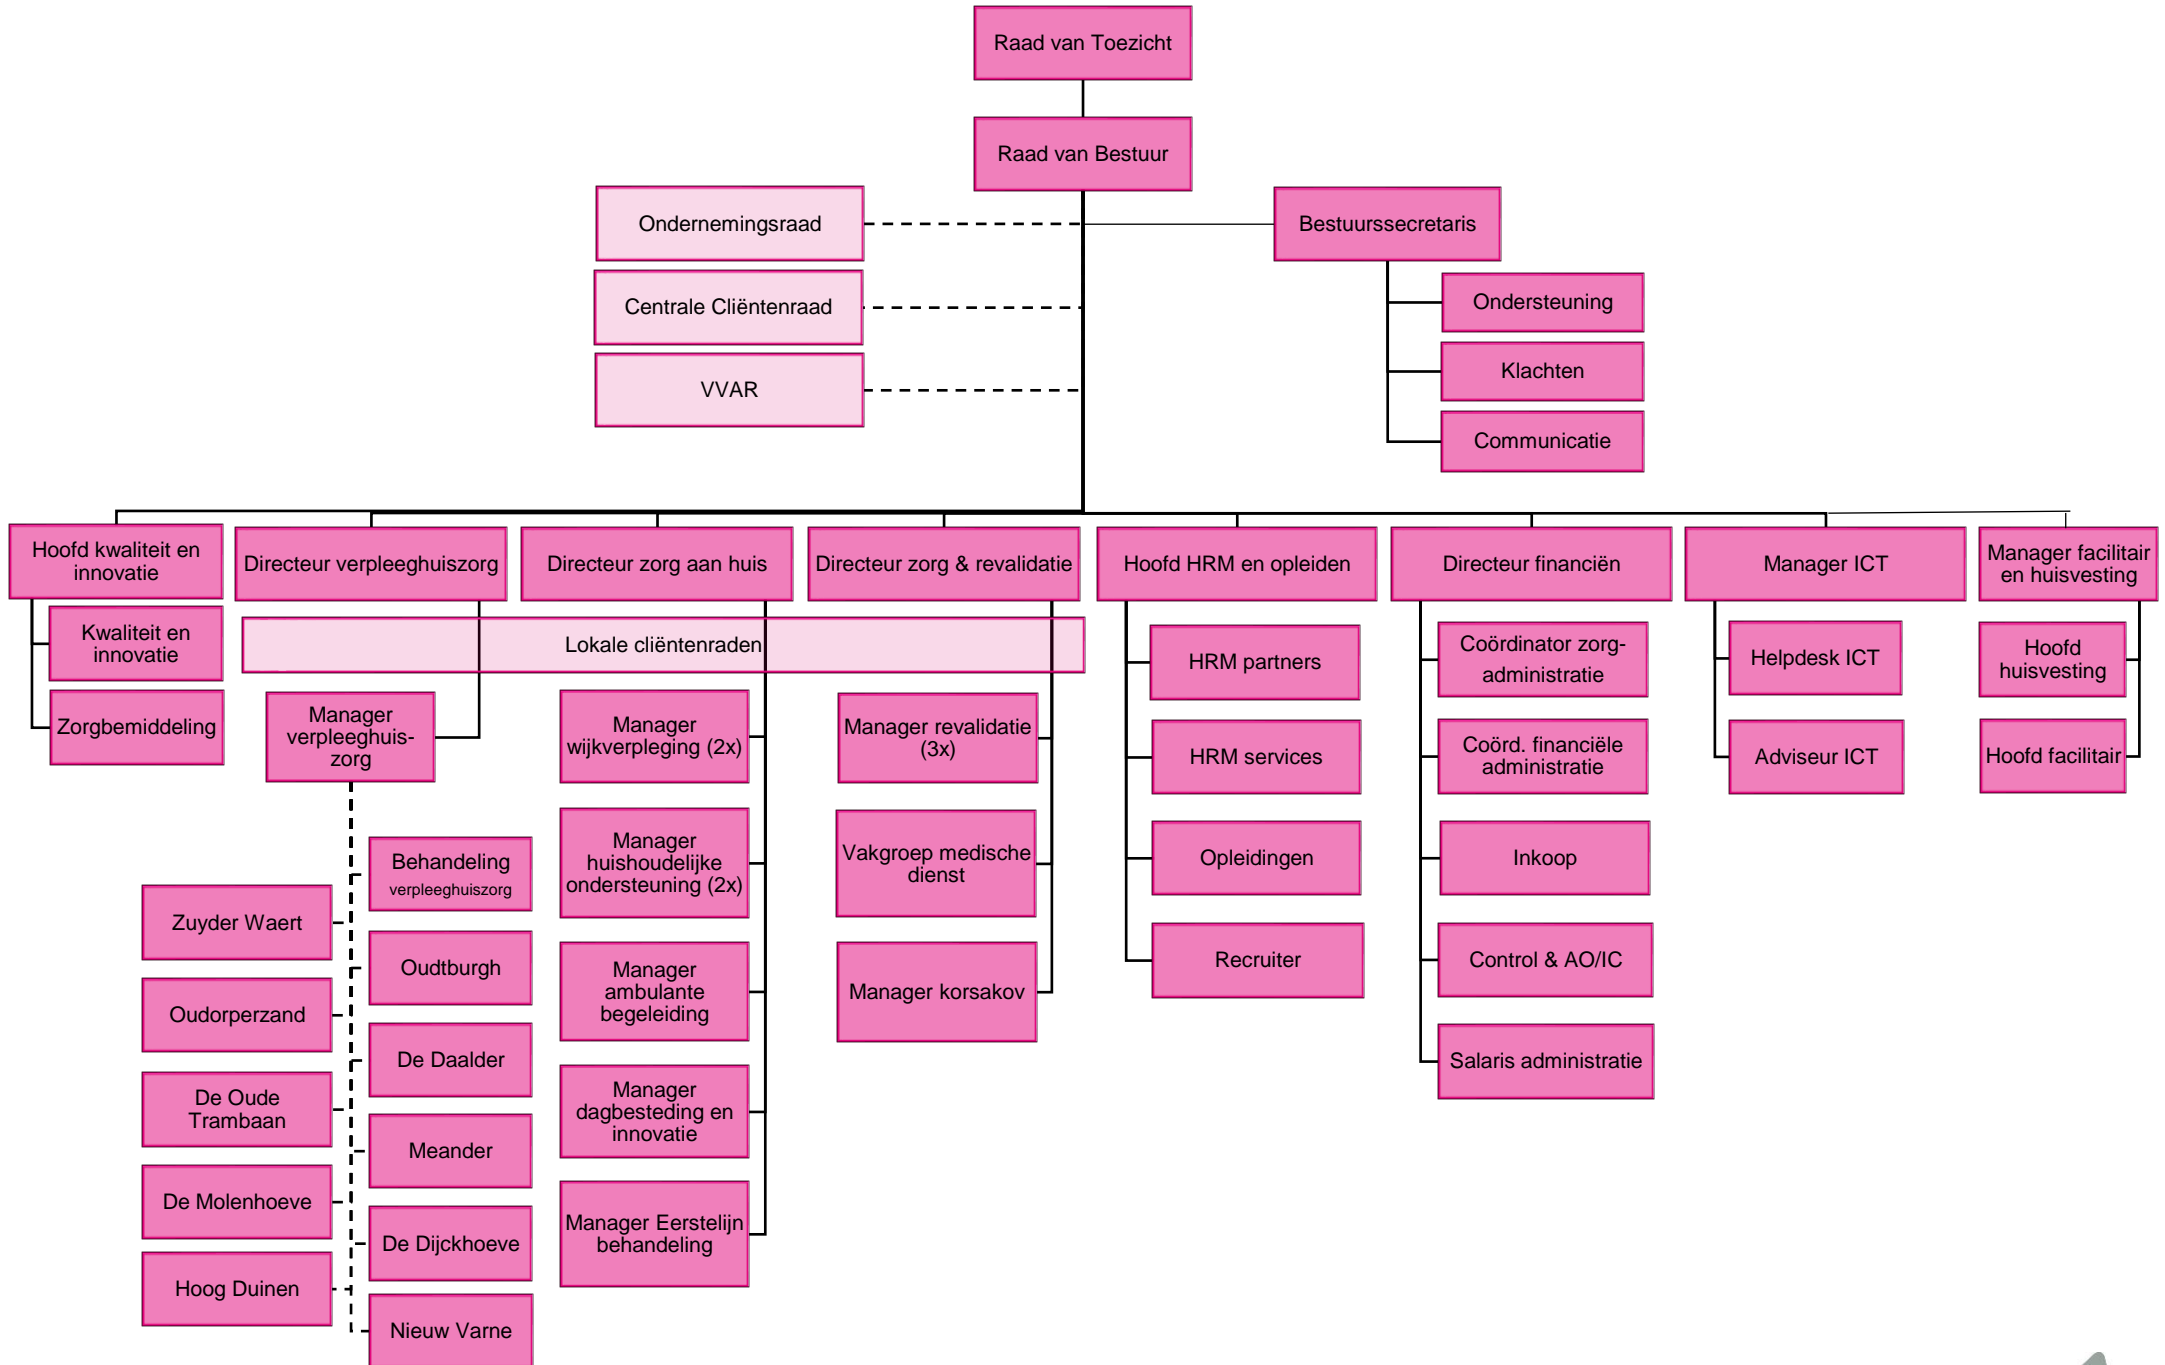 Raad van Toezicht
Raad van Bestuur
Ondernemingsraad
Bestuurssecretaris
Centrale Cliëntenraad
Ondersteuning
VVAR
Klachten
Communicatie
Hoofd kwaliteit en
innovatie
Directeur verpleeghuiszorg
Directeur zorg aan huis
Directeur zorg & revalidatie
Hoofd HRM en opleiden
Directeur financiën
Manager ICT
Manager facilitair
en huisvesting
Lokale cliëntenraden
Kwaliteit en
innovatie
Zorgbemiddeling
Manager
verpleeghuis-
zorg
Behandeling
verpleeghuiszorg
Zuyder Waert
Oudtburgh
Oudorperzand
De Daalder
De Oude
Trambaan
Meander
De Molenhoeve
De Dijckhoeve
Hoog Duinen
Nieuw Varne
Manager
wijkverpleging (2x)
Manager
huishoudelijke
ondersteuning (2x)
Manager
ambulante
begeleiding
Manager
dagbesteding en
innovatie
Manager Eerstelijn
behandeling
Manager revalidatie
(3x)
Vakgroep medische
dienst
Manager korsakov
HRM partners
HRM services
Opleidingen
Recruiter
Coördinator zorg-
administratie
Coörd. financiële
administratie
Inkoop
Control & AO/IC
Salaris administratie
Helpdesk ICT
Adviseur ICT
Hoofd
huisvesting
Hoofd facilitair